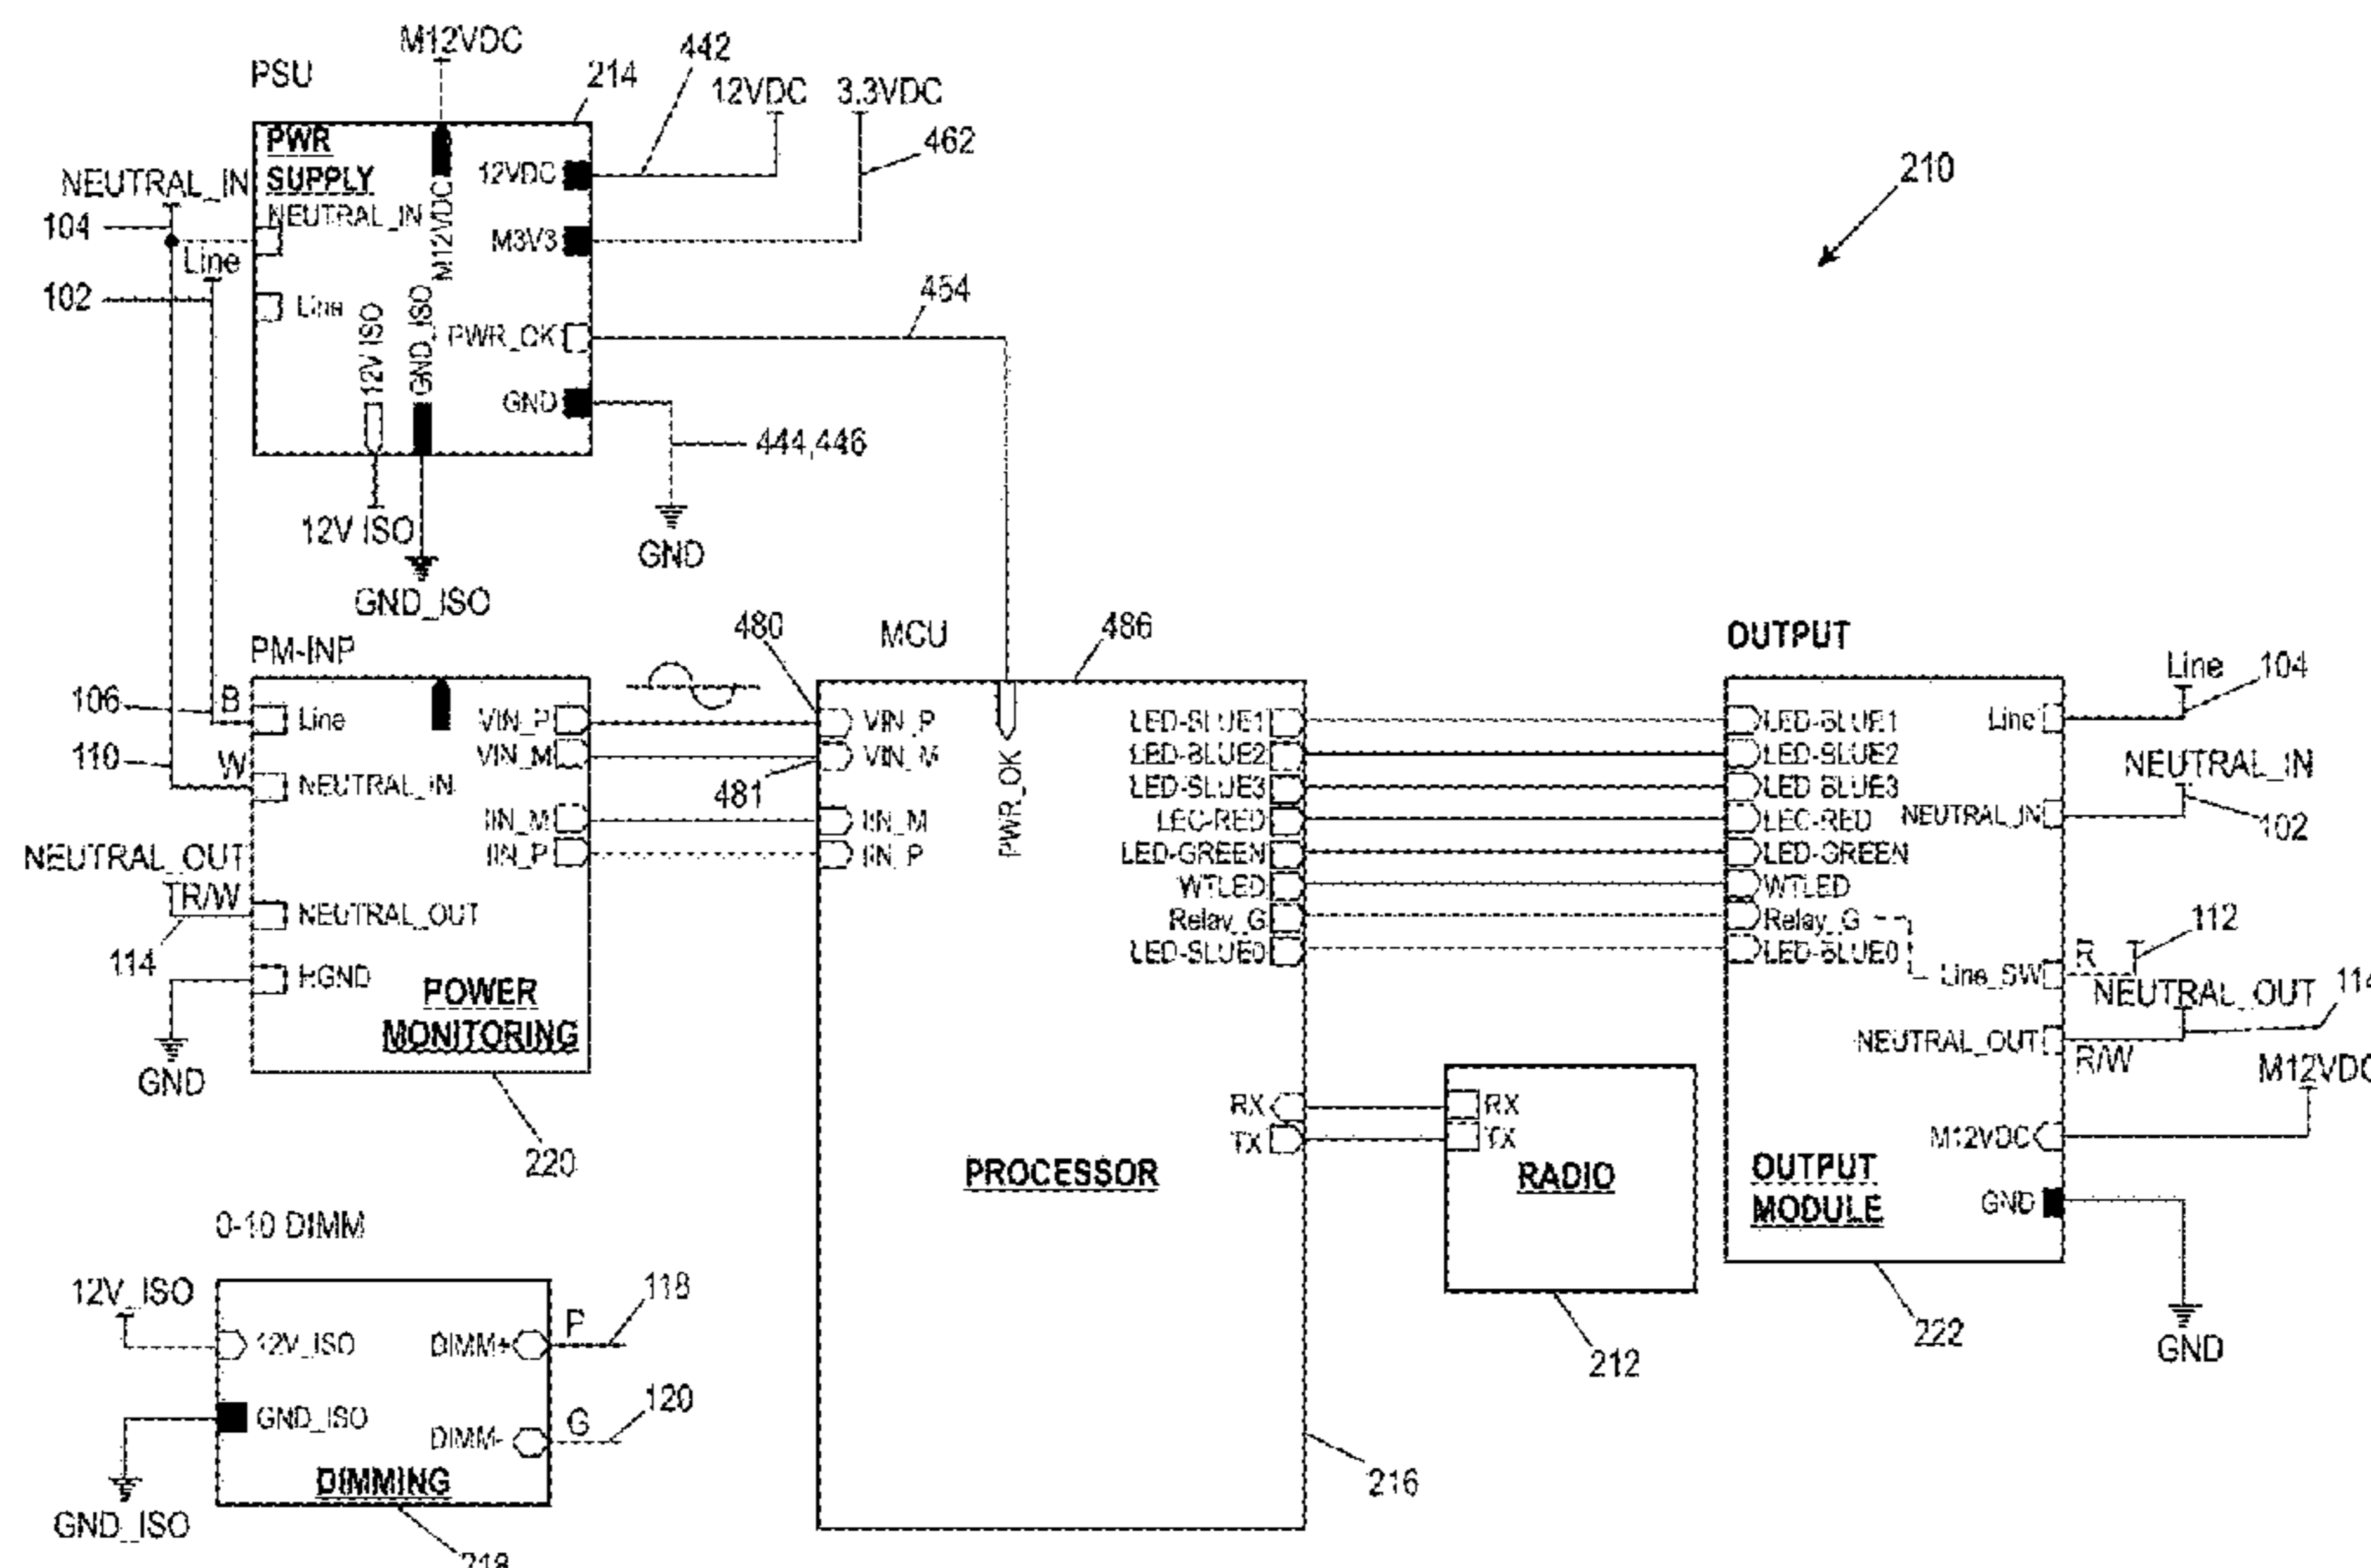 M12VDC
442
PSU
214
12VDC
3.3VDC
PWR
SUPPLY
462
210
12VDC
NEUTRAL_IN
NEUTRAL_IN
M12VDC
104
M3V3
Line
102
Line
454
12V ISO
GND_ISO
PWR_OK
GND
444,446
12V ISO
GND
GND_ISO
PM-INP
480
MCU
486
OUTPUT
Line
104
106
B
Line
VIN_P
VIN_P
LED-BLUE1
LED-BLUE1
Line
110
W
VIN_M
VIN_M
LED-BLUE2
LED-BLUE2
NEUTRAL_IN
NEUTRAL_IN
481
PWR_OK
LED-BLUE3
LED-BLUE3
IIN_M
IIN_M
LED-RED
LED-RED
NEUTRAL_IN
102
IIN_P
IIN_P
LED-GREEN
LED-GREEN
NEUTRAL_OUT
R/W
WTLED
WTLED
NEUTRAL_OUT
Relay_G
Relay_G
112
114
LED-BLUE0
LED-BLUE0
R
Line_SW
NEUTRAL_OUT
POWER
MONITORING
NEUTRAL_OUT
R/W
GND
M12VDC
220
RX
RX
TX
TX
M12VDC
PROCESSOR
RADIO
OUTPUT
MODULE
GND
0-10 DIMM
12V_ISO
12V_ISO
DIMM+
P
118
212
222
GND
GND_ISO
DIMM-
G
120
DIMMING
216
GND_ISO
218